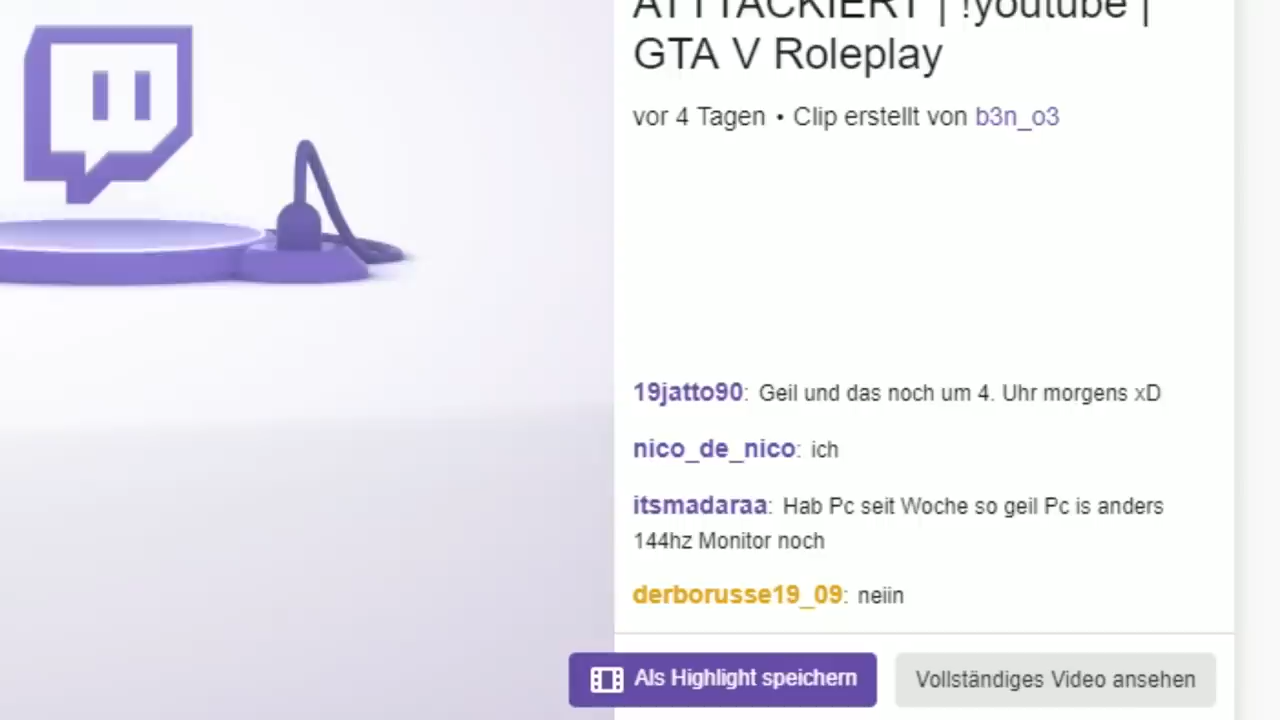 ATTTACKIERT | !youtube |
GTA V Roleplay
vor 4 Tagen • Clip erstellt von b3n_o3
19jatto90: Geil und das noch um 4. Uhr morgens xD
nico_de_nico: ich
itsmadaraa: Hab Pc seit Woche so geil Pc is anders
144hz Monitor noch
derborusse19_09: neiin
Als Highlight speichern
Vollständiges Video ansehen